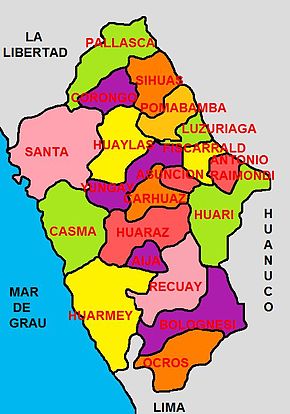 LA
LIBERTAD
PALLASCA
SIHUAS
CORONGO
POMABAMBA
LUZURIAGA
HUAYLAS
FISCARRALD
SANTA
ANTONIO
RAIMONDI
ASUNCION
YUNGAY
CARHUAZ
HUARI
CASMA
HUARAZ
HUANUCO
AIJA
RECUAY
MAR
DE
GRAU
HUARMEY
BOLOGNESI
OCROS
LIMA